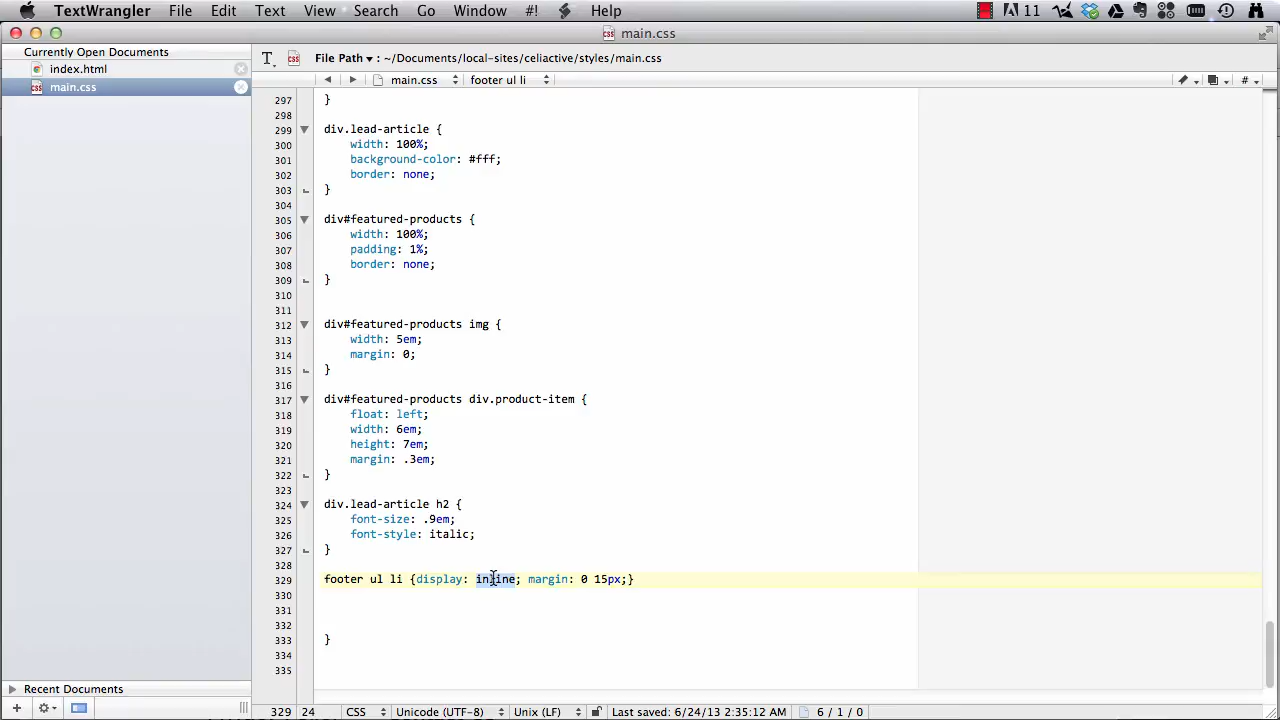 TextWrangler File Edit Text View Search Go Window #! Help 11
main.css
Currently Open Documents
index.html
main.css
File Path ▾ : ~/Documents/local-sites/celiactive/styles/main.css
main.css footer ul li #
297 }
298
299 div.lead-article {
300 width: 100%;
301 background-color: #fff;
302 border: none;
303 }
304
305 div#featured-products {
306 width: 100%;
307 padding: 1%;
308 border: none;
309 }
310
311
312 div#featured-products img {
313 width: 5em;
314 margin: 0;
315 }
316
317 div#featured-products div.product-item {
318 float: left;
319 width: 6em;
320 height: 7em;
321 margin: .3em;
322 }
323
324 div.lead-article h2 {
325 font-size: .9em;
326 font-style: italic;
327 }
328
329 footer ul li {display: inline; margin: 0 15px;}
330
331
332
333 }
334
335
Recent Documents
329 24 CSS Unicode (UTF-8) Unix (LF) Last saved: 6/24/13 2:35:12 AM 6 / 1 / 0